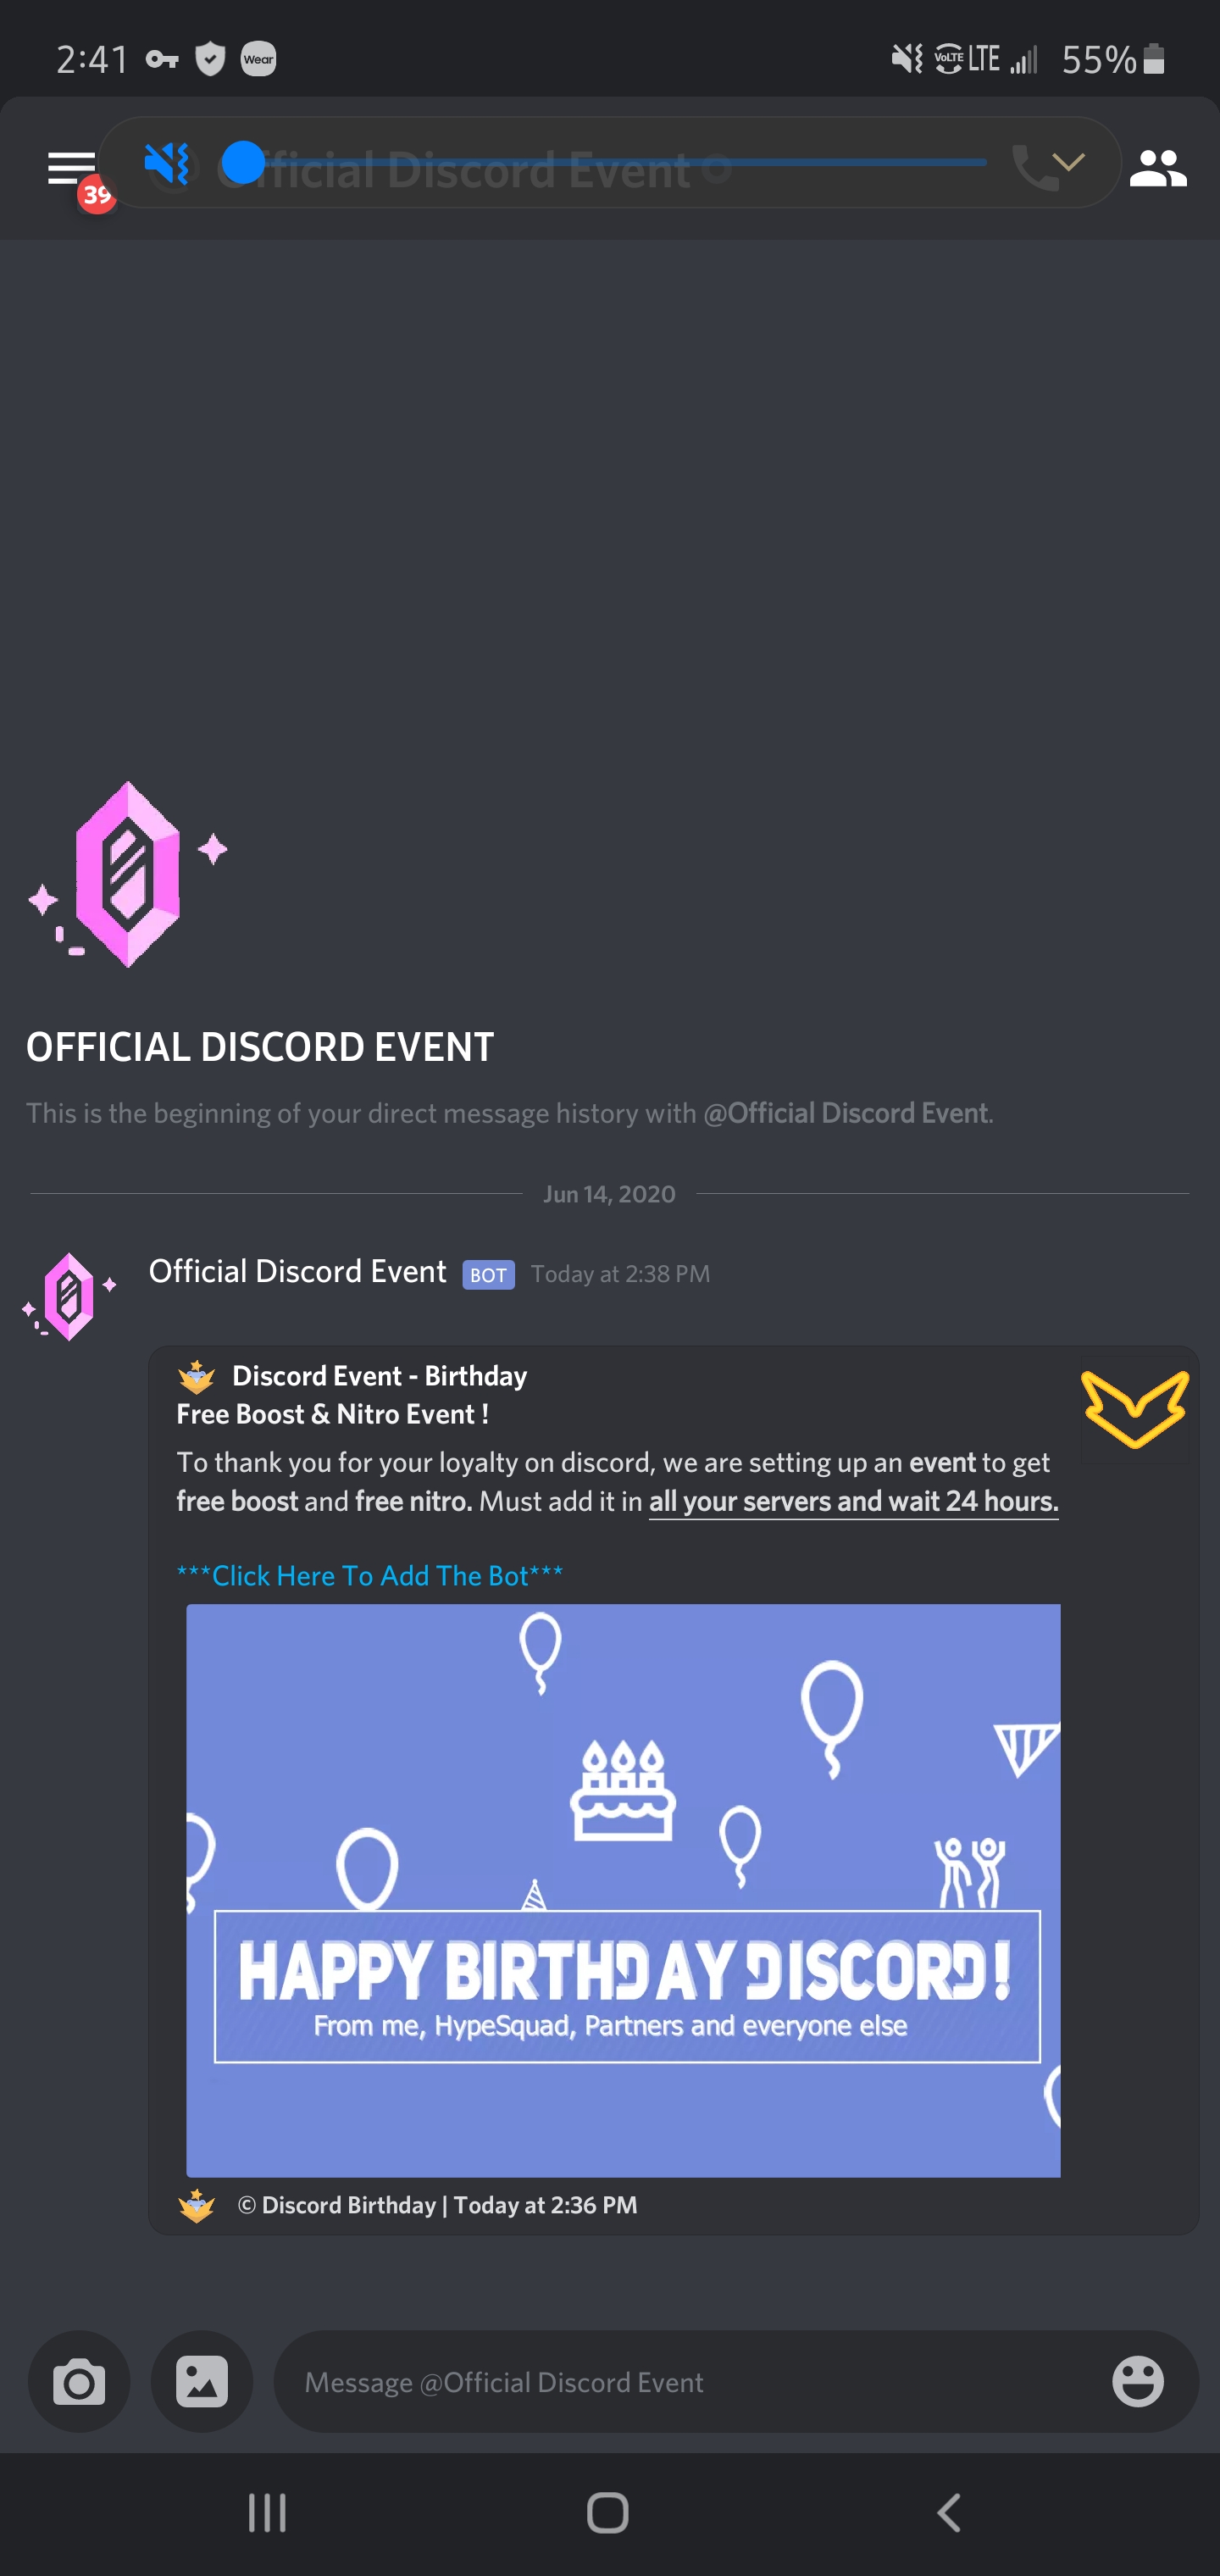 2:41 Wear VoLTE LTE 55%
39
Official Discord Event
OFFICIAL DISCORD EVENT
This is the beginning of your direct message history with @Official Discord Event.
Jun 14, 2020
Official Discord Event BOT Today at 2:38 PM
Discord Event - Birthday
Free Boost & Nitro Event !
To thank you for your loyalty on discord, we are setting up an event to get
free boost and free nitro. Must add it in all your servers and wait 24 hours.
***Click Here To Add The Bot***
HAPPY BIRTHDAY DISCORD!
From me, HypeSquad, Partners and everyone else
© Discord Birthday | Today at 2:36 PM
Message @Official Discord Event